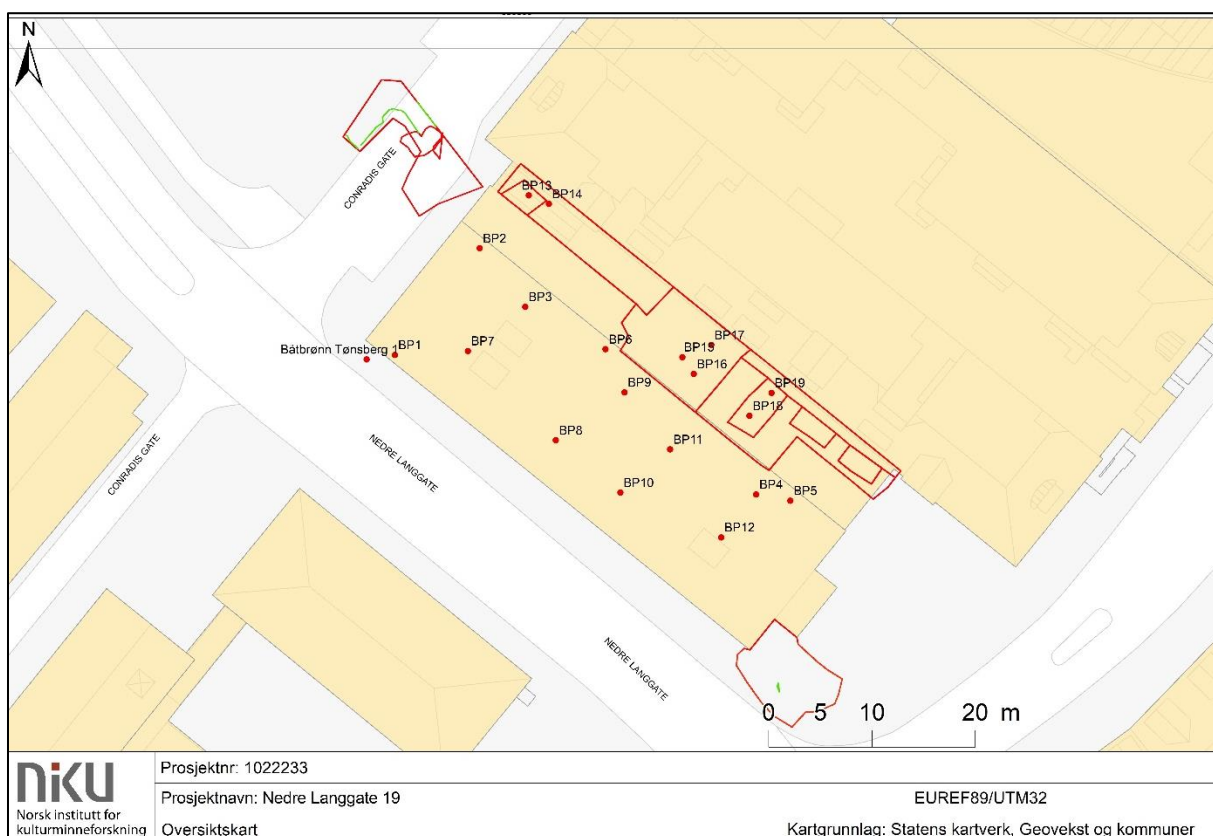 N
CONRADIS GATE
BP13
BP14
BP2
BP3
Båtbrønn Tønsberg 1
BP1
BP7
BP6
BP17
BP15
BP16
BP9
BP19
BP18
CONRADIS GATE
NEDRE LANGGATE
BP8
BP11
BP10
BP4
BP5
BP12
NEDRE LANGGATE
0 5 10 20 m
NIKU
Norsk institutt for
kulturminneforskning
Prosjektnr: 1022233
Prosjektnavn: Nedre Langgate 19
Oversiktskart
EUREF89/UTM32
Kartgrunnlag: Statens kartverk, Geovekst og kommuner